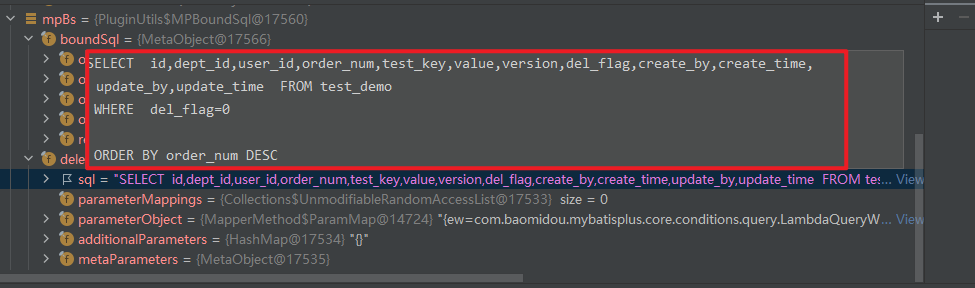 mpBs = {PluginUtils$MPBoundSql@17560}
boundSql = {MetaObject@17566}
SELECT  id,dept_id,user_id,order_num,test_key,value,version,del_flag,create_by,create_time,
update_by,update_time  FROM test_demo
WHERE  del_flag=0
ORDER BY order_num DESC
o
o
o
o
re
dele
sql = "SELECT  id,dept_id,user_id,order_num,test_key,value,version,del_flag,create_by,create_time,update_by,update_time  FROM tes... View
parameterMappings = {Collections$UnmodifiableRandomAccessList@17533}  size = 0
parameterObject = {MapperMethod$ParamMap@14724} "{ew=com.baomidou.mybatisplus.core.conditions.query.LambdaQueryW... View
additionalParameters = {HashMap@17534} "{}"
metaParameters = {MetaObject@17535}